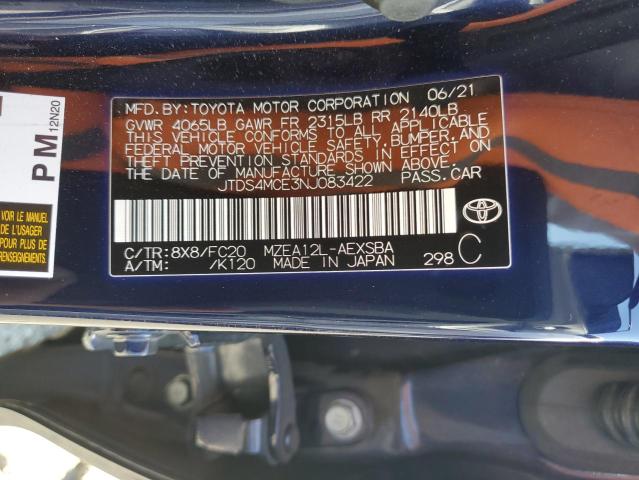 MFD. BY: TOYOTA MOTOR CORPORATION 06/21
GVWR 4065LB GAWR FR 2315LB RR 2140LB
THIS VEHICLE CONFORMS TO ALL APPLICABLE
FEDERAL MOTOR VEHICLE SAFETY, BUMPER, AND
THEFT PREVENTION STANDARDS IN EFFECT ON
THE DATE OF MANUFACTURE SHOWN ABOVE.
JTDS4MCE3NJ083422 PASS. CAR
C/TR: 8X8/FC20 MZEA12L-AEXSBA
A/TM: /K120 MADE IN JAPAN 298 C
PM
12N20
VOIR LE MANUEL
DE L'USAGER
POUR PLUS DE
RENSEIGNEMENTS.